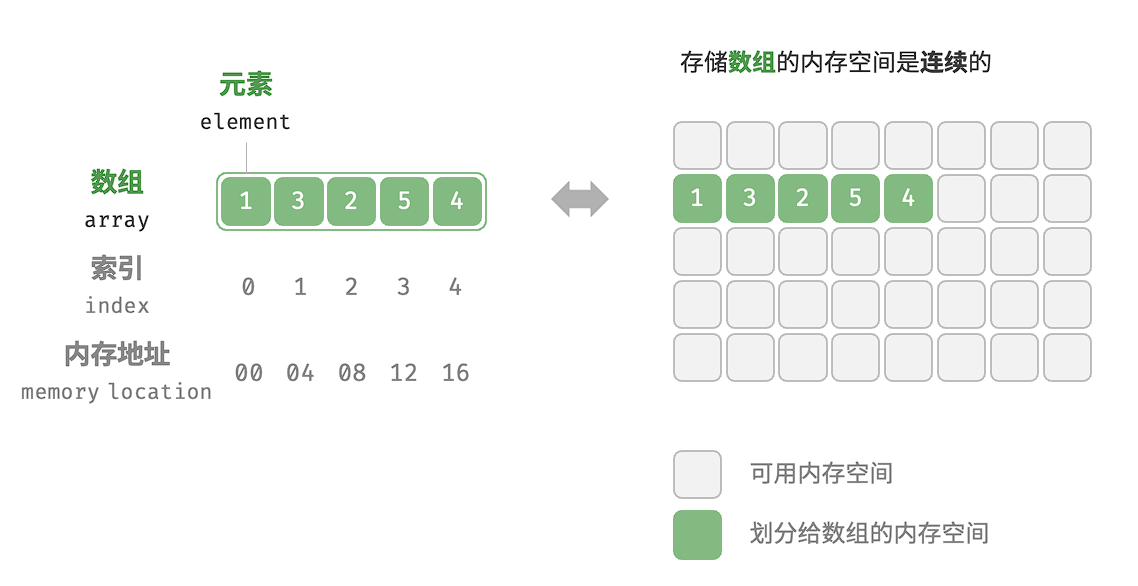 存储数组的内存空间是连续的
元素
element
数组
array
1 3 2 5 4
索引
index
0 1 2 3 4
内存地址
memory location
00 04 08 12 16
1 3 2 5 4
可用内存空间
划分给数组的内存空间